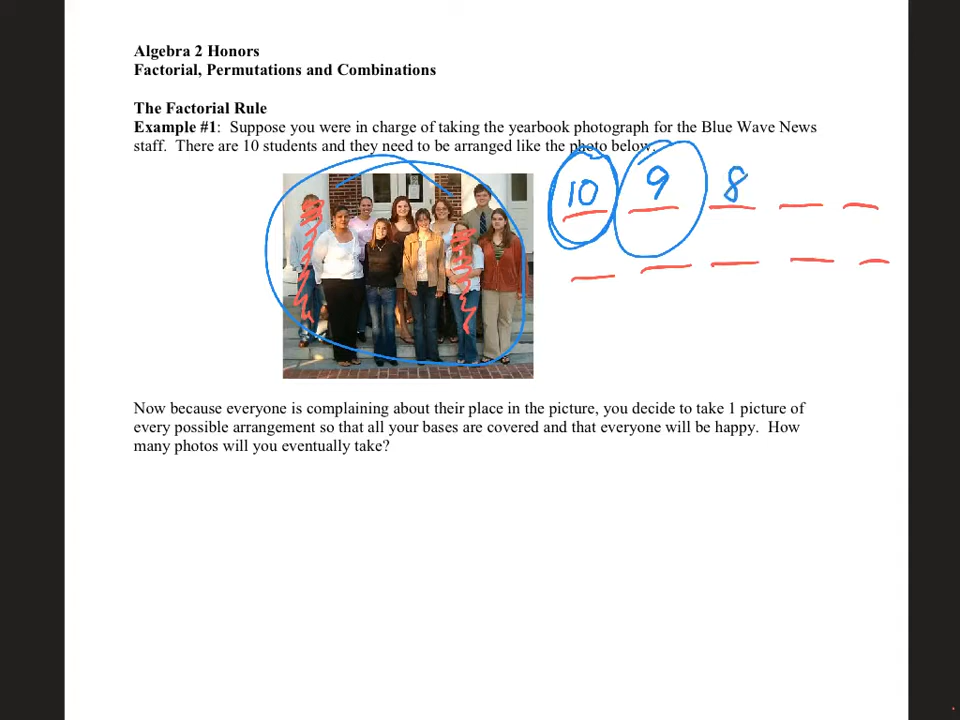 Algebra 2 Honors
Factorial, Permutations and Combinations
The Factorial Rule
Example #1:  Suppose you were in charge of taking the yearbook photograph for the Blue Wave News
staff.  There are 10 students and they need to be arranged like the photo below.
10 9 8
Now because everyone is complaining about their place in the picture, you decide to take 1 picture of
every possible arrangement so that all your bases are covered and that everyone will be happy.  How
many photos will you eventually take?